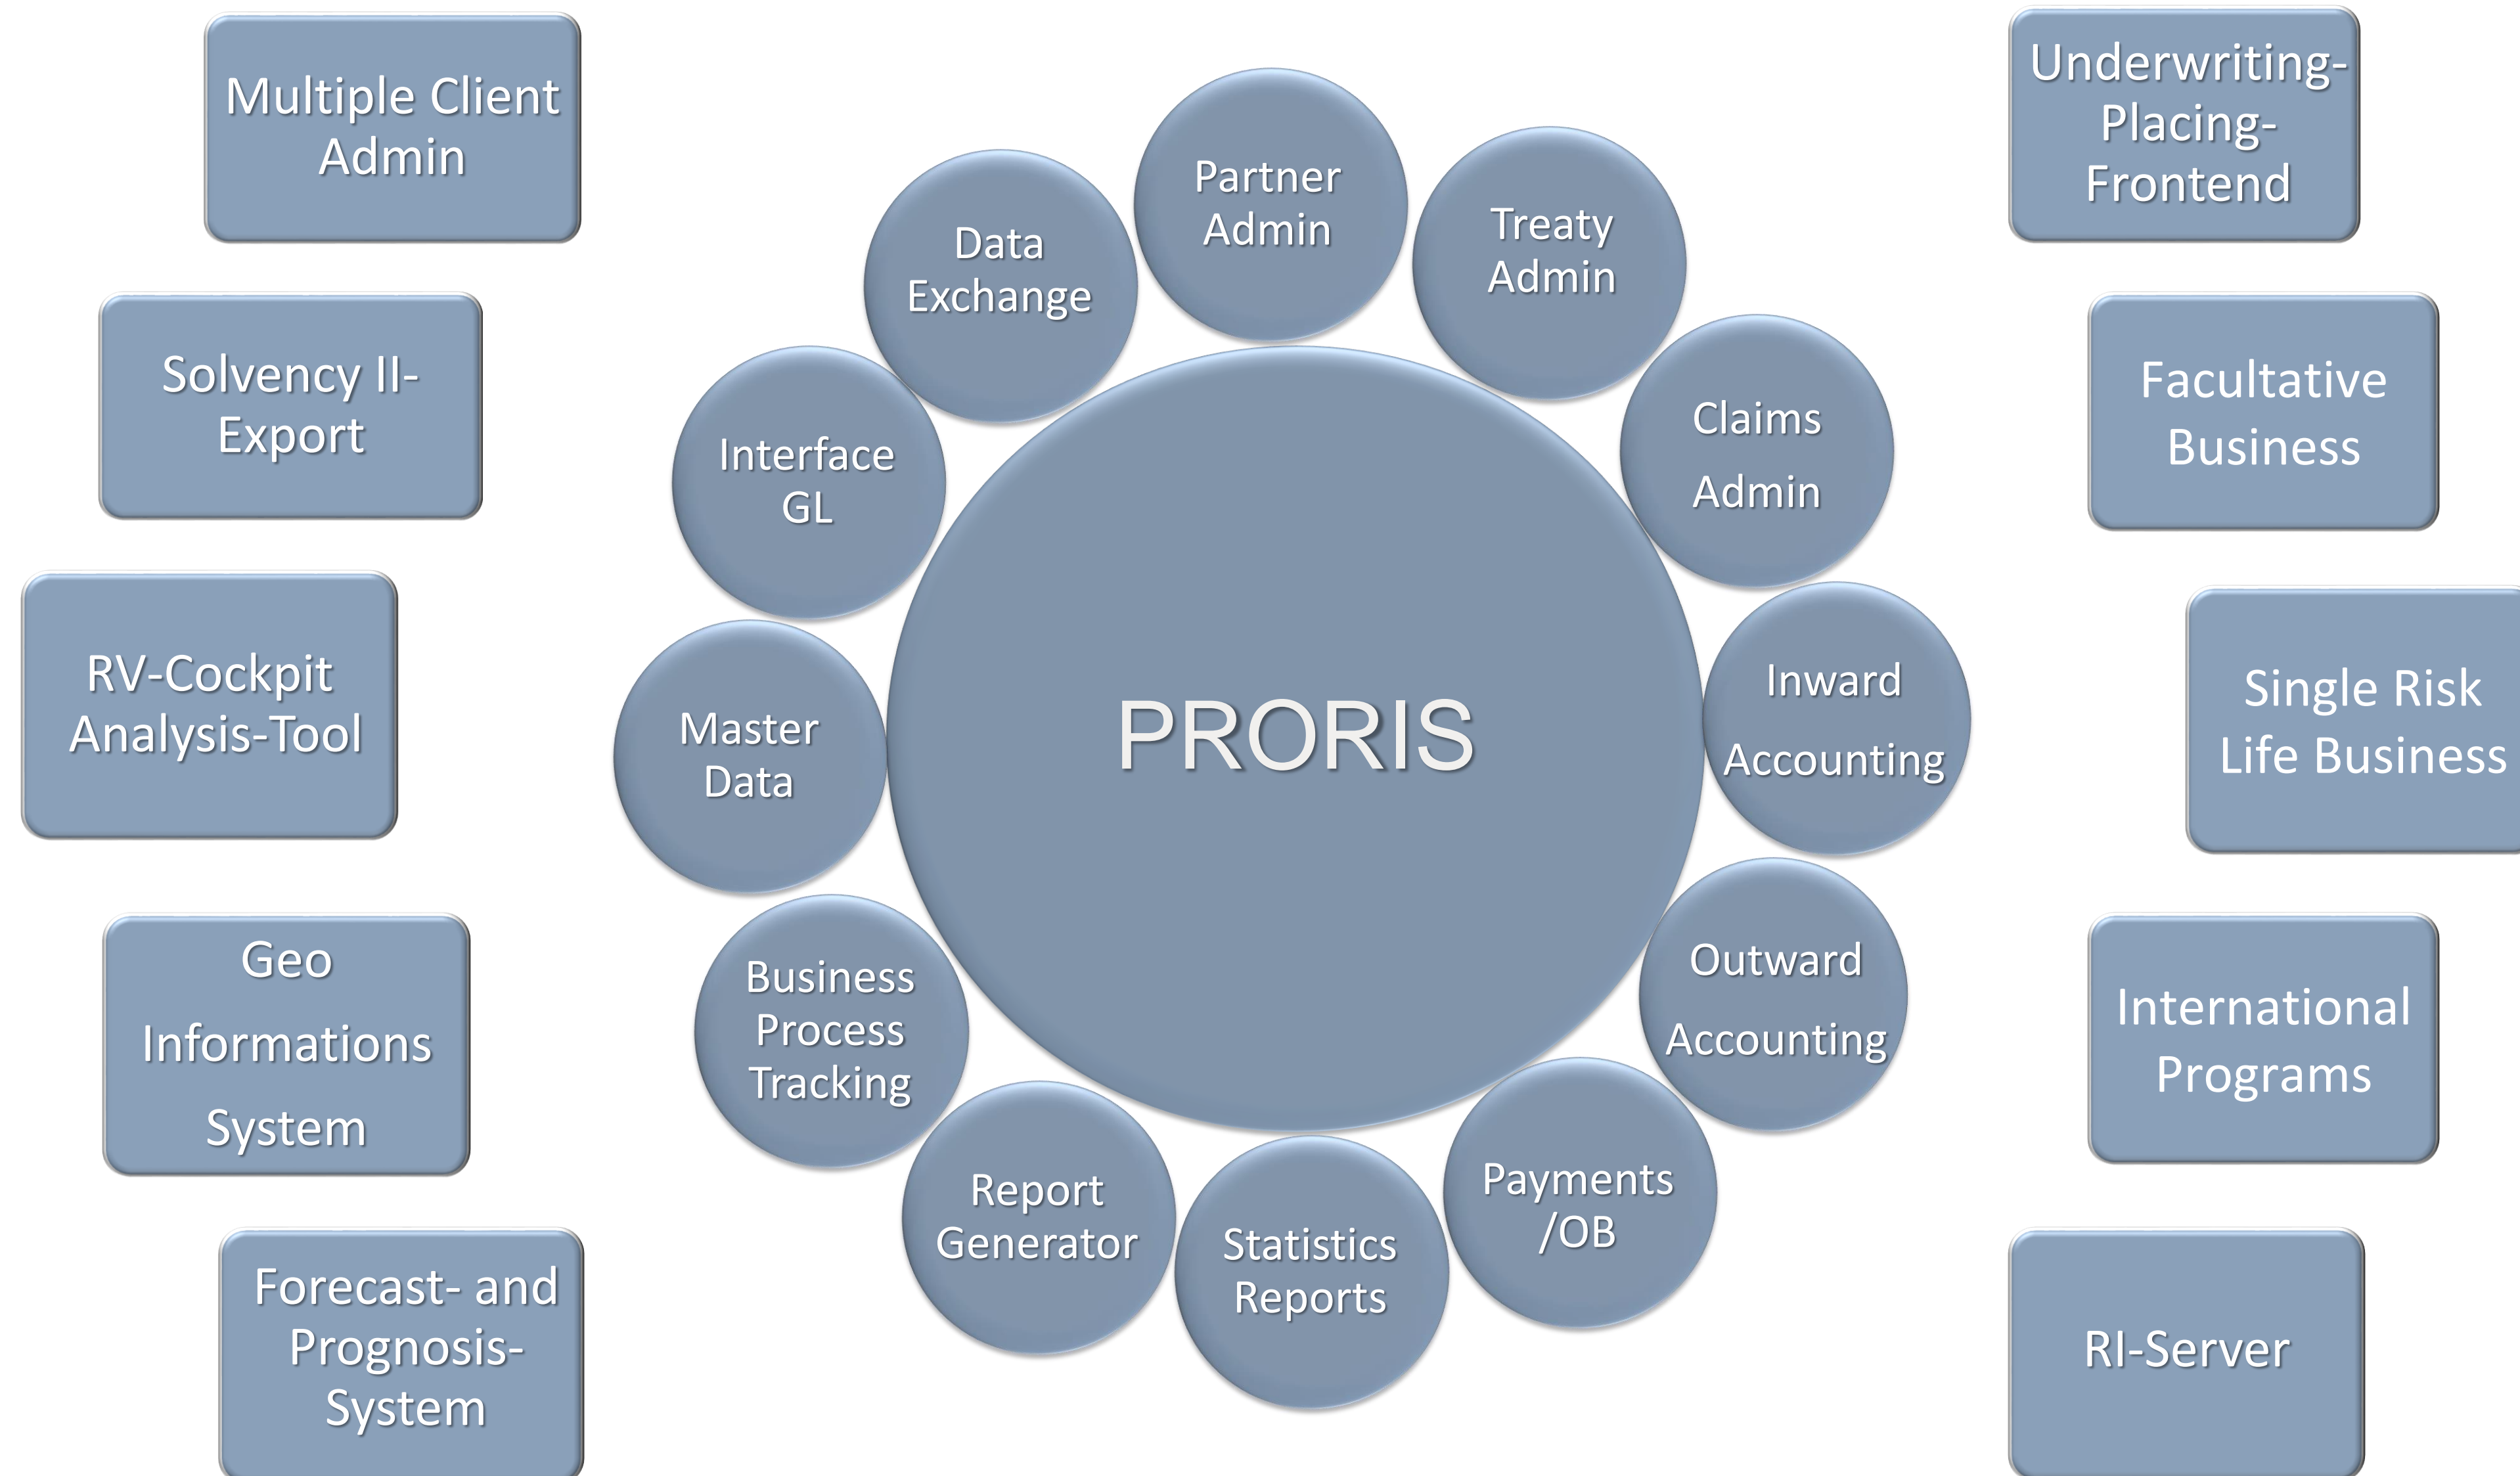 Multiple Client
Admin
Solvency II-
Export
RV-Cockpit
Analysis-Tool
Geo
Informations
System
Forecast- and
Prognosis-
System
Partner
Admin
Treaty
Admin
Claims
Admin
Inward
Accounting
Outward
Accounting
Payments
/OB
Statistics
Reports
Report
Generator
Business
Process
Tracking
Master
Data
Interface
GL
Data
Exchange
PRORIS
Underwriting-
Placing-
Frontend
Facultative
Business
Single Risk
Life Business
International
Programs
RI-Server